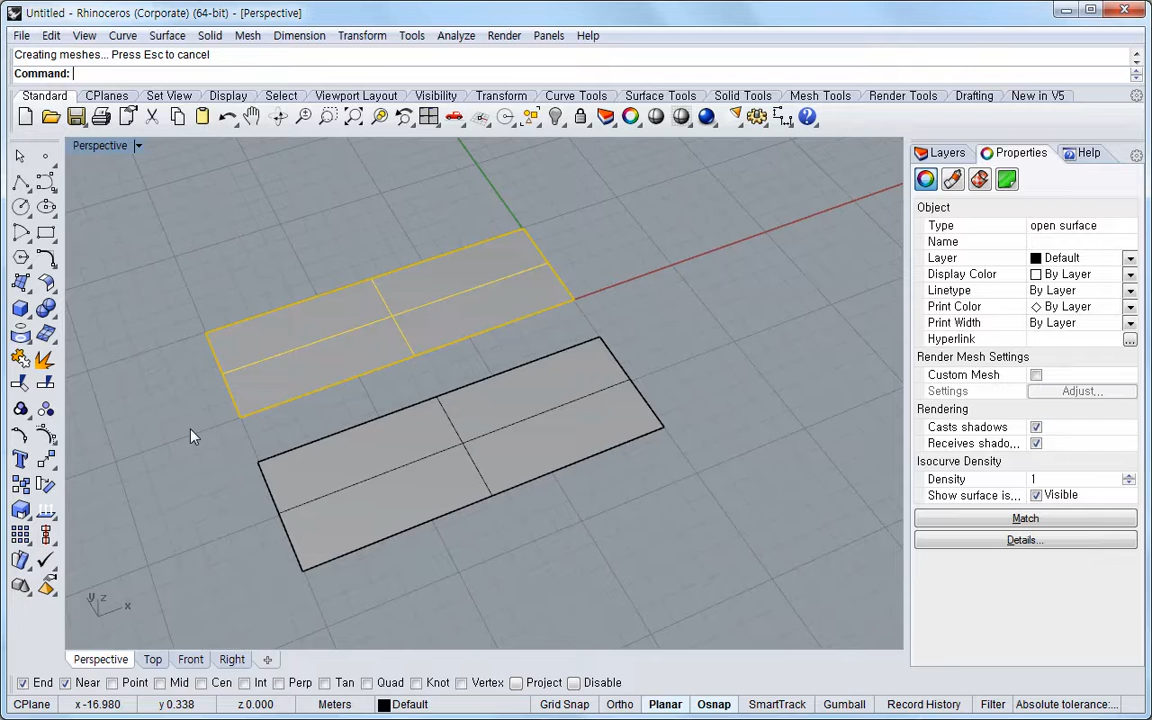 Untitled - Rhinoceros (Corporate) (64-bit) - [Perspective]
File Edit View Curve Surface Solid Mesh Dimension Transform Tools Analyze Render Panels Help
Creating meshes... Press Esc to cancel
Command:
Standard CPlanes Set View Display Select Viewport Layout Visibility Transform Curve Tools Surface Tools Solid Tools Mesh Tools Render Tools Drafting New in V5
Perspective
Layers Properties Help
Object
Type open surface
Name
Layer Default
Display Color By Layer
Linetype By Layer
Print Color By Layer
Print Width By Layer
Hyperlink ...
Render Mesh Settings
Custom Mesh
Settings Adjust...
Rendering
Casts shadows
Receives shado...
Isocurve Density
Density 1
Show surface is... Visible
Match
Details...
y z x
Perspective Top Front Right
End Near Point Mid Cen Int Perp Tan Quad Knot Vertex Project Disable
CPlane x -16.980 y 0.338 z 0.000 Meters Default Grid Snap Ortho Planar Osnap SmartTrack Gumball Record History Filter Absolute tolerance:...